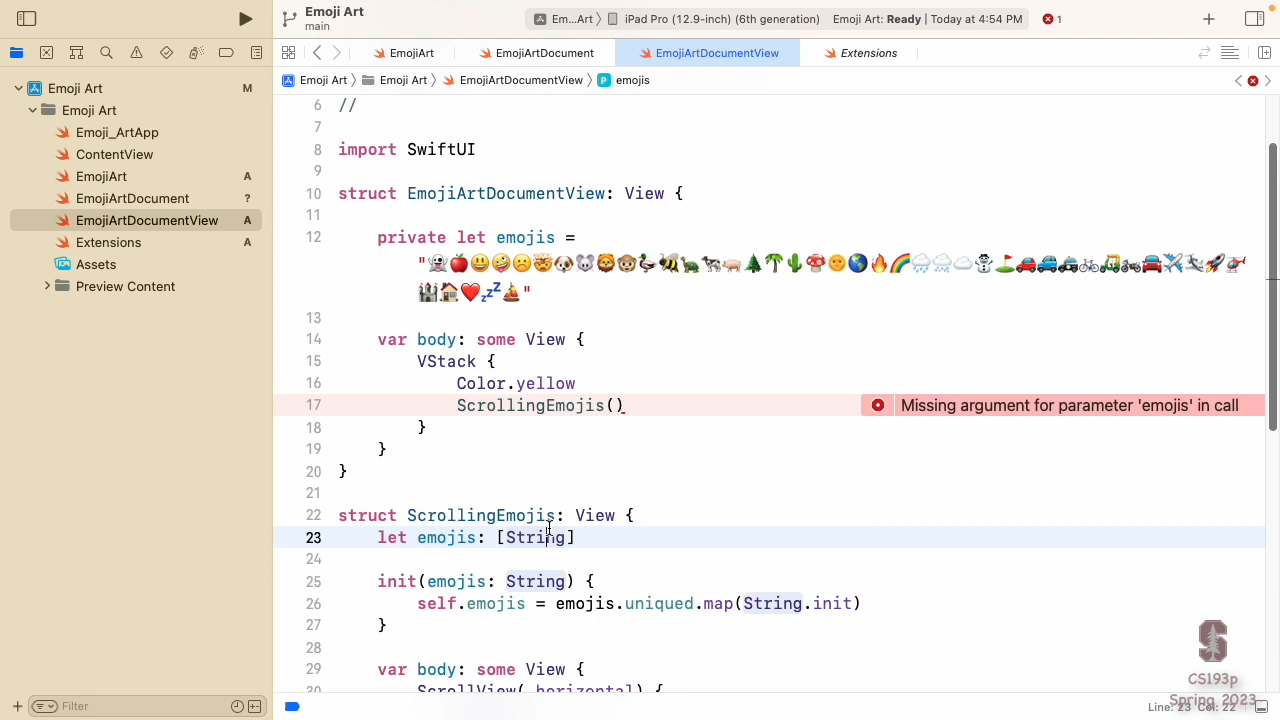 Emoji Art
main
Em...Art 〉 iPad Pro (12.9-inch) (6th generation)
Emoji Art: Ready | Today at 4:54 PM
1
EmojiArt
EmojiArtDocument
EmojiArtDocumentView
Extensions
Emoji Art 〉 Emoji Art 〉 EmojiArtDocumentView 〉 P emojis
Emoji Art M
Emoji Art
Emoji_ArtApp
ContentView
EmojiArt A
EmojiArtDocument ?
EmojiArtDocumentView A
Extensions A
Assets
Preview Content
Filter
6 //
7
8 import SwiftUI
9
10 struct EmojiArtDocumentView: View {
11
12 private let emojis =
"👻🍎😃🤪☹️🤯🐶🐭🦁🐵🦆🐝🐢🐄🐖🌲🌴🌵🍄🌞🌎🔥🌈🌧️🌨️☁️⛄️⛳️🚗🚙🚓🚲🛺🏍️🚘✈️🛩️🚀🚁
🏰🏠❤️💤⛵️"
13
14 var body: some View {
15 VStack {
16 Color.yellow
17 ScrollingEmojis()
Missing argument for parameter 'emojis' in call
18 }
19 }
20 }
21
22 struct ScrollingEmojis: View {
23 let emojis: [String]
24
25 init(emojis: String) {
26 self.emojis = emojis.uniqued.map(String.init)
27 }
28
29 var body: some View {
30 ScrollView(.horizontal) {
CS193p
Spring 2023
Line: 23 Col: 22